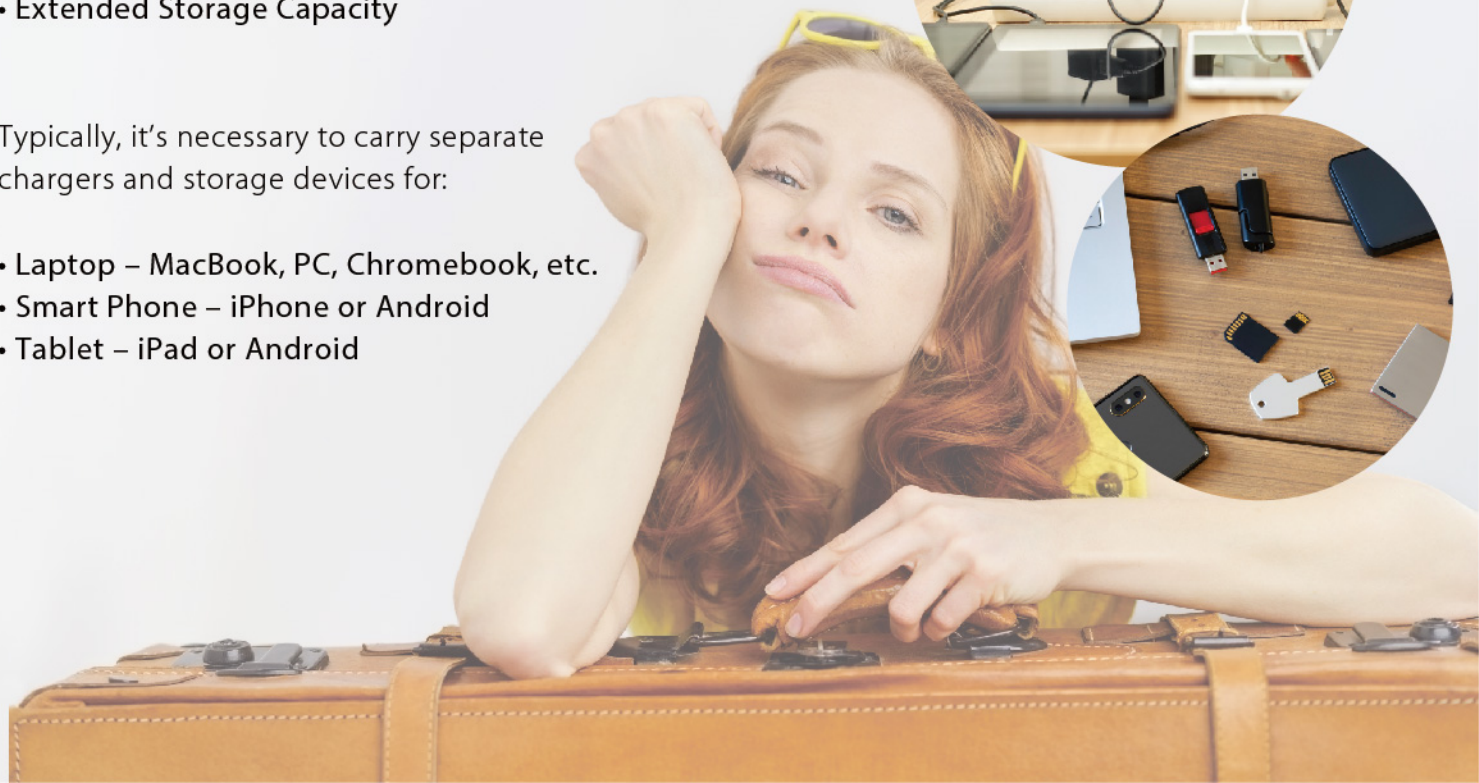 • Extended Storage Capacity
Typically, it’s necessary to carry separate
chargers and storage devices for:
• Laptop – MacBook, PC, Chromebook, etc.
• Smart Phone – iPhone or Android
• Tablet – iPad or Android